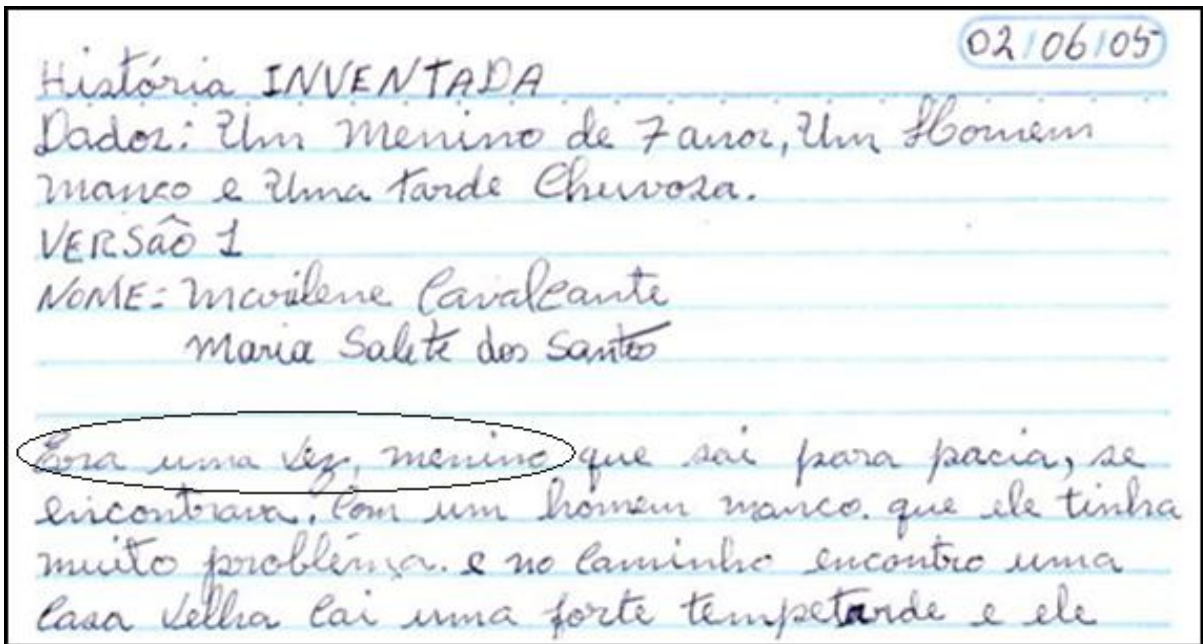 02/06/05
História INVENTADA
Dados: Um menino de 7 anos, Um Homem
manco e Uma tarde Chuvosa.
VERSÃO 1
NOME: Marilene Cavalcante
Maria Salete dos Santos
Era uma vez, menino que sai para pacia, se
encontrava. Com um homem manco. que ele tinha
muito problema. e no Caminho encontro uma
Casa Velha Cai uma forte tempetarde e ele